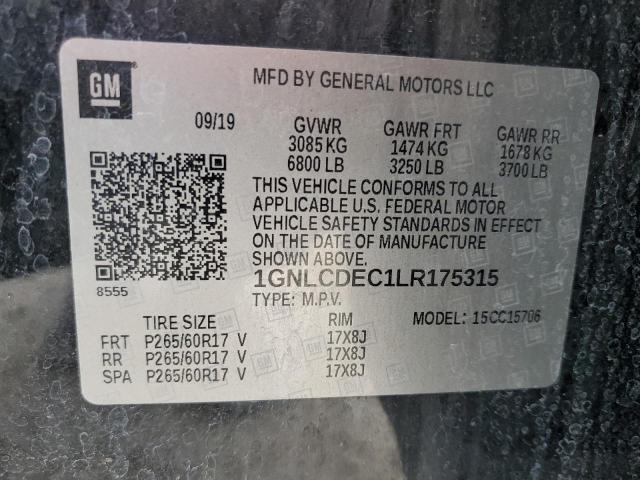 GM
MFD BY GENERAL MOTORS LLC
09/19 GVWR GAWR FRT GAWR RR
3085 KG 1474 KG 1678 KG
6800 LB 3250 LB 3700 LB
THIS VEHICLE CONFORMS TO ALL
APPLICABLE U.S. FEDERAL MOTOR
VEHICLE SAFETY STANDARDS IN EFFECT
ON THE DATE OF MANUFACTURE
SHOWN ABOVE.
8555
1GNLCDEC1LR175315
TYPE: M.P.V.
MODEL: 15CC15706
TIRE SIZE RIM
FRT P265/60R17 V 17X8J
RR P265/60R17 V 17X8J
SPA P265/60R17 V 17X8J